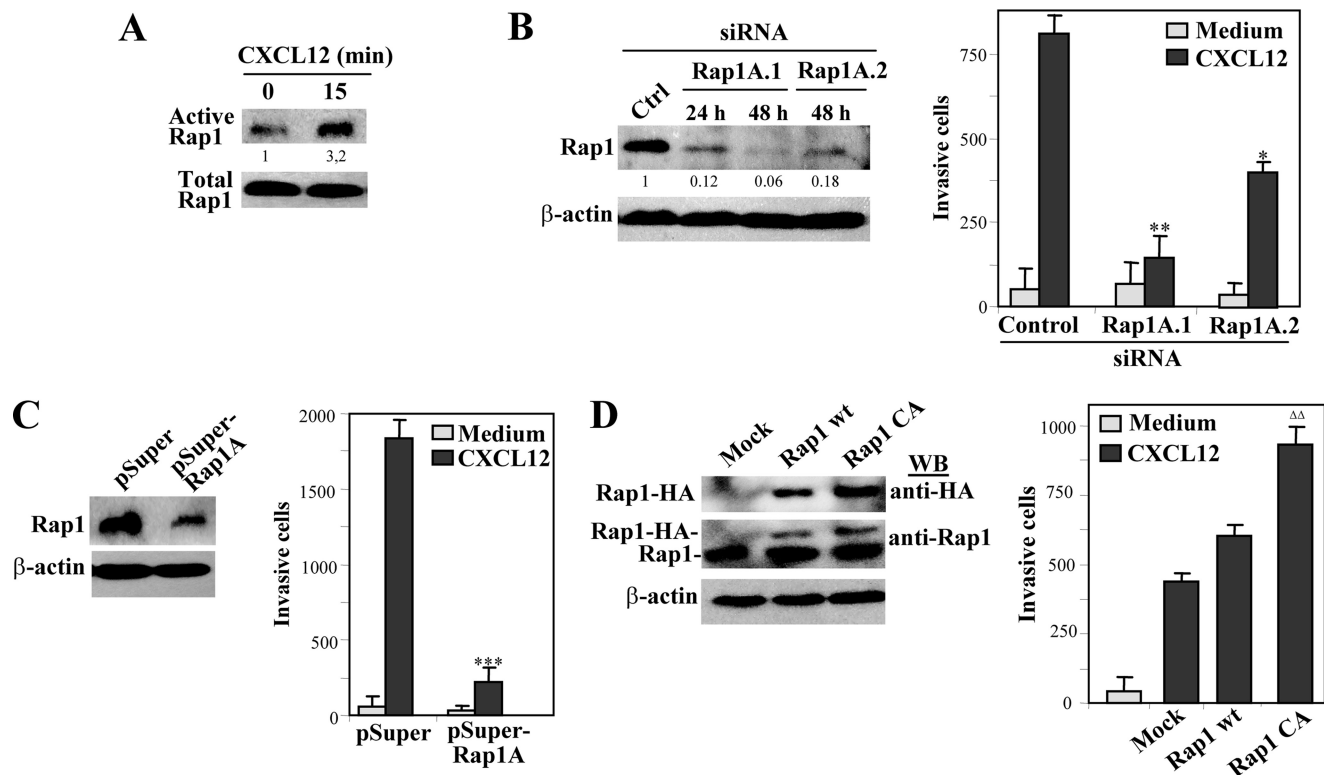 A
CXCL12 (min)
0 15
Active
Rap1
1 3,2
Total
Rap1
B
siRNA
Ctrl Rap1A.1 Rap1A.2
24 h 48 h 48 h
Rap1
1 0.12 0.06 0.18
β-actin
Invasive cells
750
500
250
0
Medium
CXCL12
**
*
Control Rap1A.1 Rap1A.2
siRNA
C
pSuper pSuper-
Rap1A
Rap1
β-actin
Invasive cells
2000
1500
1000
500
0
Medium
CXCL12
***
pSuper pSuper-
Rap1A
D
Mock Rap1 wt Rap1 CA
WB
Rap1-HA anti-HA
Rap1-HA- anti-Rap1
Rap1-
β-actin
Invasive cells
1000
750
500
250
0
Medium
CXCL12
ΔΔ
Mock Rap1 wt Rap1 CA